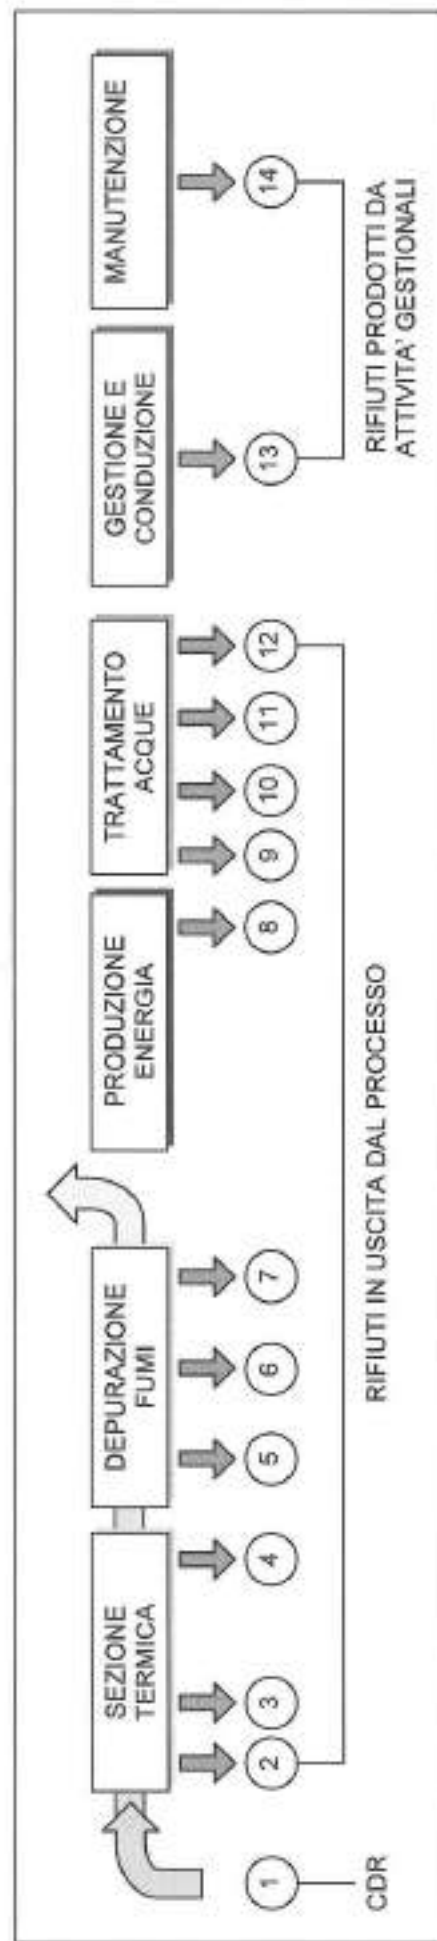 SEZIONE
TERMICA
DEPURAZIONE
FUMI
PRODUZIONE
ENERGIA
TRATTAMENTO
ACQUE
GESTIONE E
CONDUZIONE
MANUTENZIONE
1
2
3
4
5
6
7
8
9
10
11
12
13
14
CDR
RIFIUTI IN USCITA DAL PROCESSO
RIFIUTI PRODOTTI DA
ATTIVITA' GESTIONALI